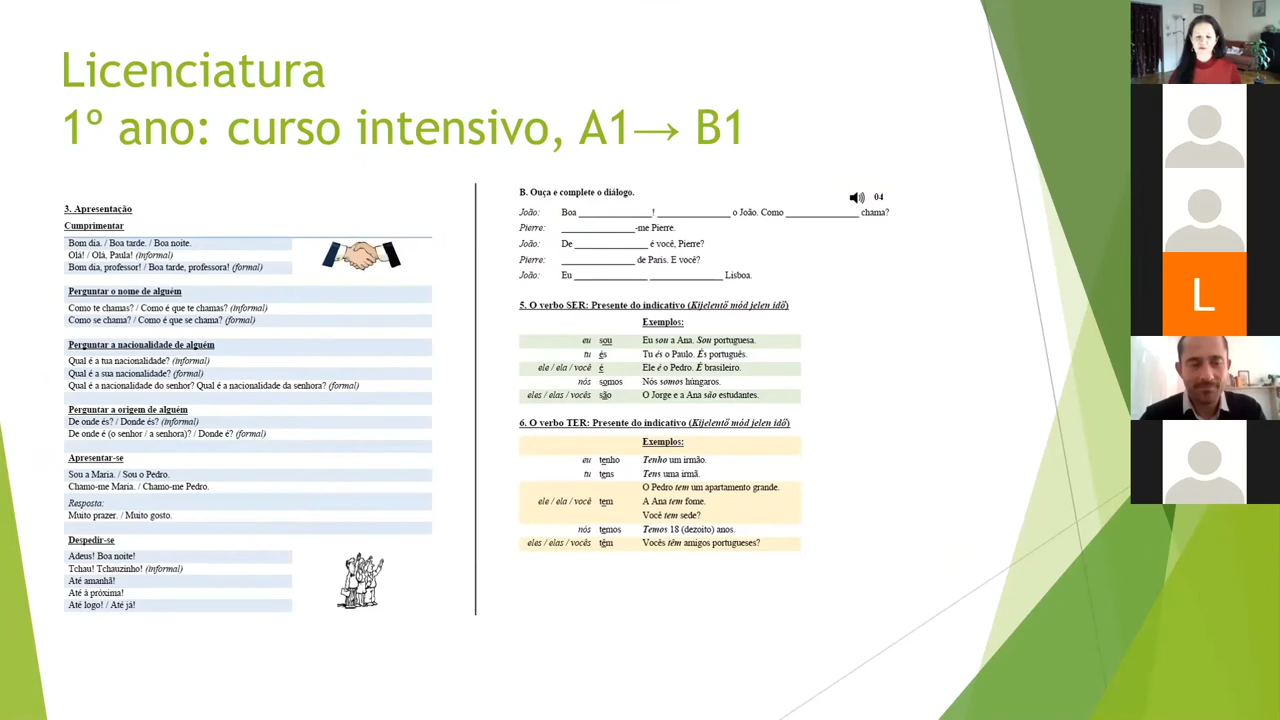 Licenciatura
1º ano: curso intensivo, A1→ B1
3. Apresentação
Cumprimentar
Bom dia. / Boa tarde. / Boa noite.
Olá! / Olá, Paula! (informal)
Bom dia, professor! / Boa tarde, professora! (formal)
Perguntar o nome de alguém
Como te chamas? / Como é que te chamas? (informal)
Como se chama? / Como é que se chama? (formal)
Perguntar a nacionalidade de alguém
Qual é a tua nacionalidade? (informal)
Qual é a sua nacionalidade? (formal)
Qual é a nacionalidade do senhor? Qual é a nacionalidade da senhora? (formal)
Perguntar a origem de alguém
De onde és? / Donde és? (informal)
De onde é (o senhor / a senhora)? / Donde é? (formal)
Apresentar-se
Sou a Maria. / Sou o Pedro.
Chamo-me Maria. / Chamo-me Pedro.
Resposta:
Muito prazer. / Muito gosto.
Despedir-se
Adeus! Boa noite!
Tchau! Tchauzinho! (informal)
Até amanhã!
Até à próxima!
Até logo! / Até já!
B. Ouça e complete o diálogo.
04
João: Boa _______________! _______________ o João. Como _______________ chama?
Pierre: _______________-me Pierre.
João: De _______________ é você, Pierre?
Pierre: _______________ de Paris. E você?
João: Eu _______________ _______________ Lisboa.
5. O verbo SER: Presente do indicativo (Kijelentő mód jelen idő)
Exemplos:
eu sou Eu sou a Ana. Sou portuguesa.
tu és Tu és o Paulo. És português.
ele / ela / você é Ele é o Pedro. É brasileiro.
nós somos Nós somos húngaros.
eles / elas / vocês são O Jorge e a Ana são estudantes.
6. O verbo TER: Presente do indicativo (Kijelentő mód jelen idő)
Exemplos:
eu tenho Tenho um irmão.
tu tens Tens uma irmã.
O Pedro tem um apartamento grande.
ele / ela / você tem A Ana tem fome.
Você tem sede?
nós temos Temos 18 (dezoito) anos.
eles / elas / vocês têm Vocês têm amigos portugueses?
L